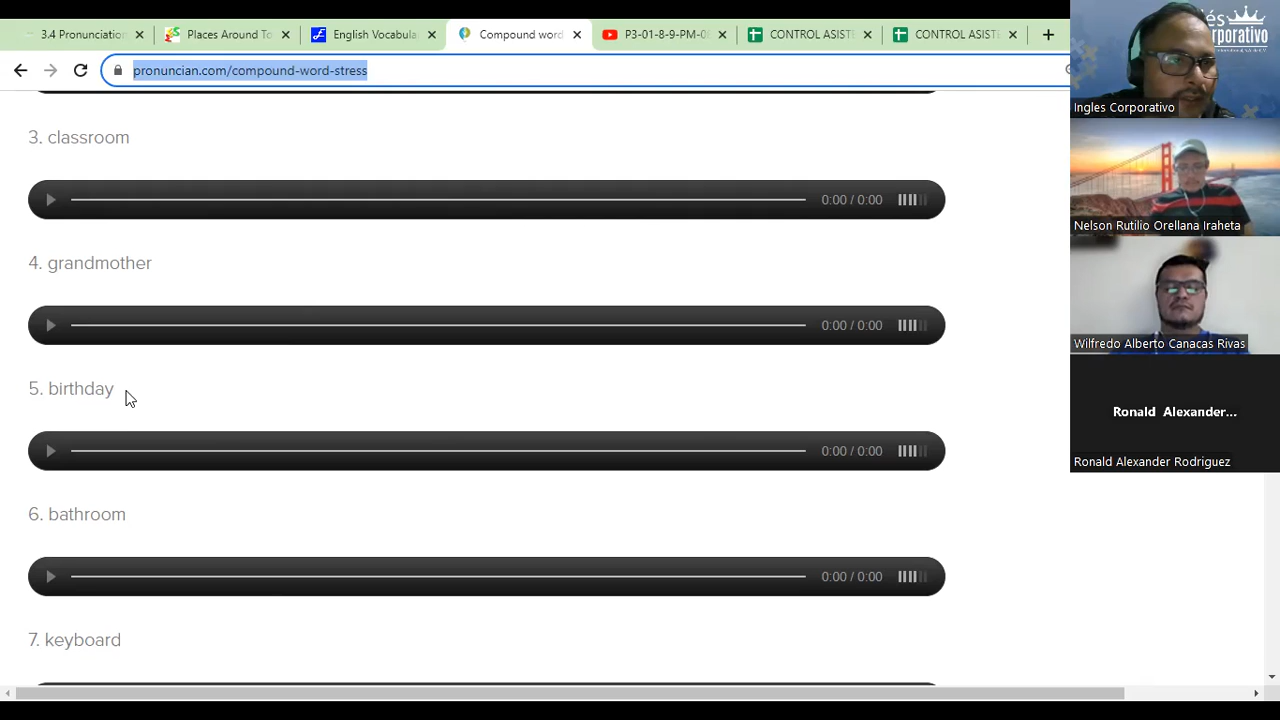 3.4 Pronunciation
Places Around To
English Vocabula
Compound word
P3-01-8-9-PM-0
CONTROL ASISTE
CONTROL ASISTE
pronuncian.com/compound-word-stress
3. classroom
0:00 / 0:00
4. grandmother
0:00 / 0:00
5. birthday
0:00 / 0:00
6. bathroom
0:00 / 0:00
7. keyboard
Ingles Corporativo
Nelson Rutilio Orellana Iraheta
Wilfredo Alberto Canacas Rivas
Ronald Alexander...
Ronald Alexander Rodriguez